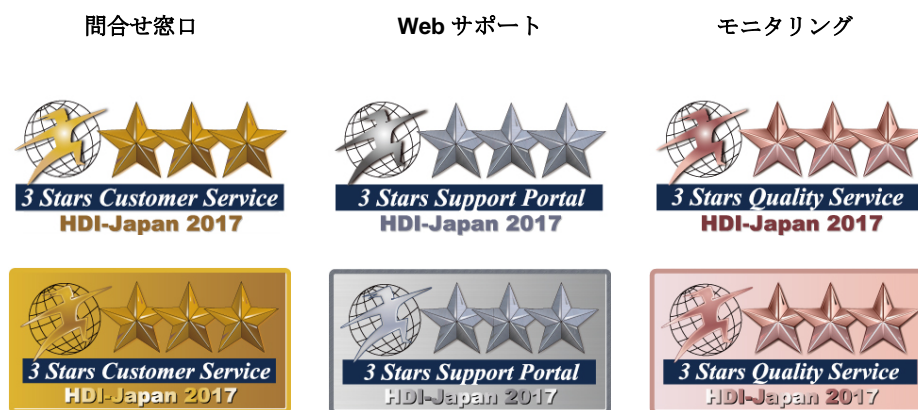 問合せ窓口
Web サポート
モニタリング
3 Stars Customer Service
HDI-Japan 2017
3 Stars Support Portal
HDI-Japan 2017
3 Stars Quality Service
HDI-Japan 2017
3 Stars Customer Service
HDI-Japan 2017
3 Stars Support Portal
HDI-Japan 2017
3 Stars Quality Service
HDI-Japan 2017